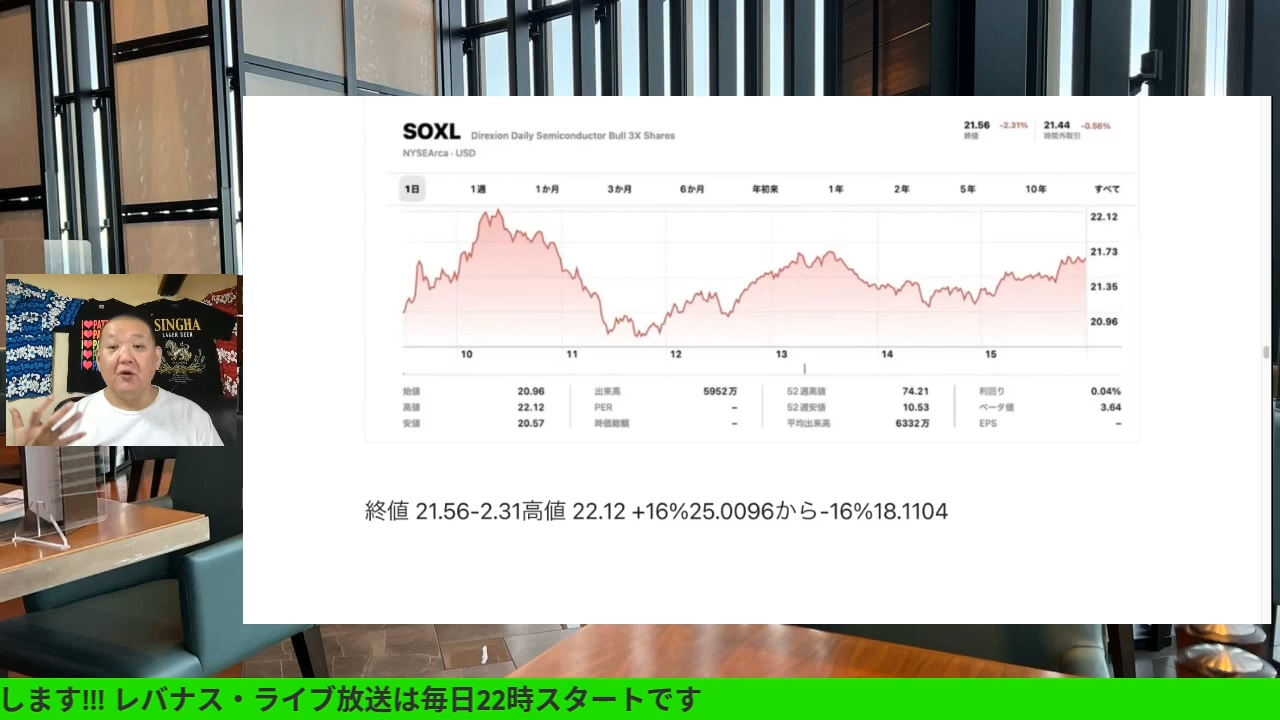 SOXL Direxion Daily Semiconductor Bull 3X Shares
NYSEArca · USD
21.56 -2.31% 21.44 -0.56%
終値 時間外取引
1日 1週 1か月 3か月 6か月 年初来 1年 2年 5年 10年 すべて
22.12
21.73
21.35
20.96
10 11 12 13 14 15
始値 20.96 出来高 5952万 52週高値 74.21 利回り 0.04%
高値 22.12 PER – 52週安値 10.53 ベータ値 3.64
安値 20.57 時価総額 – 平均出来高 6332万 EPS –
SINGHA
LAGER BEER
終値 21.56-2.31高値 22.12 +16%25.0096から-16%18.1104
します!!! レバナス・ライブ放送は毎日22時スタートです